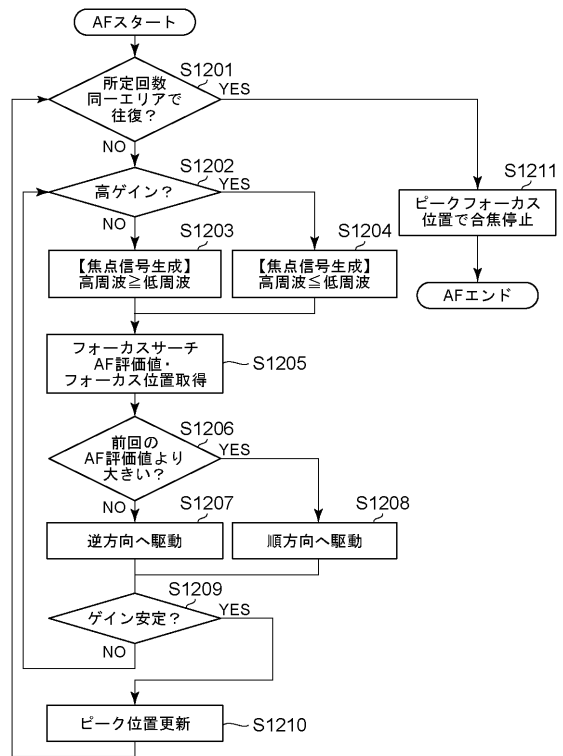 AFスタート
S1201
所定回数
同一エリアで
往復？
YES
NO
S1202
高ゲイン？
YES
NO
S1203
【焦点信号生成】
高周波≧低周波
S1204
【焦点信号生成】
高周波≦低周波
S1211
ピークフォーカス
位置で合焦停止
AFエンド
フォーカスサーチ
AF評価値・
フォーカス位置取得
S1205
S1206
前回の
AF評価値より
大きい？
YES
NO
S1207
逆方向へ駆動
S1208
順方向へ駆動
S1209
ゲイン安定？
YES
NO
ピーク位置更新
S1210